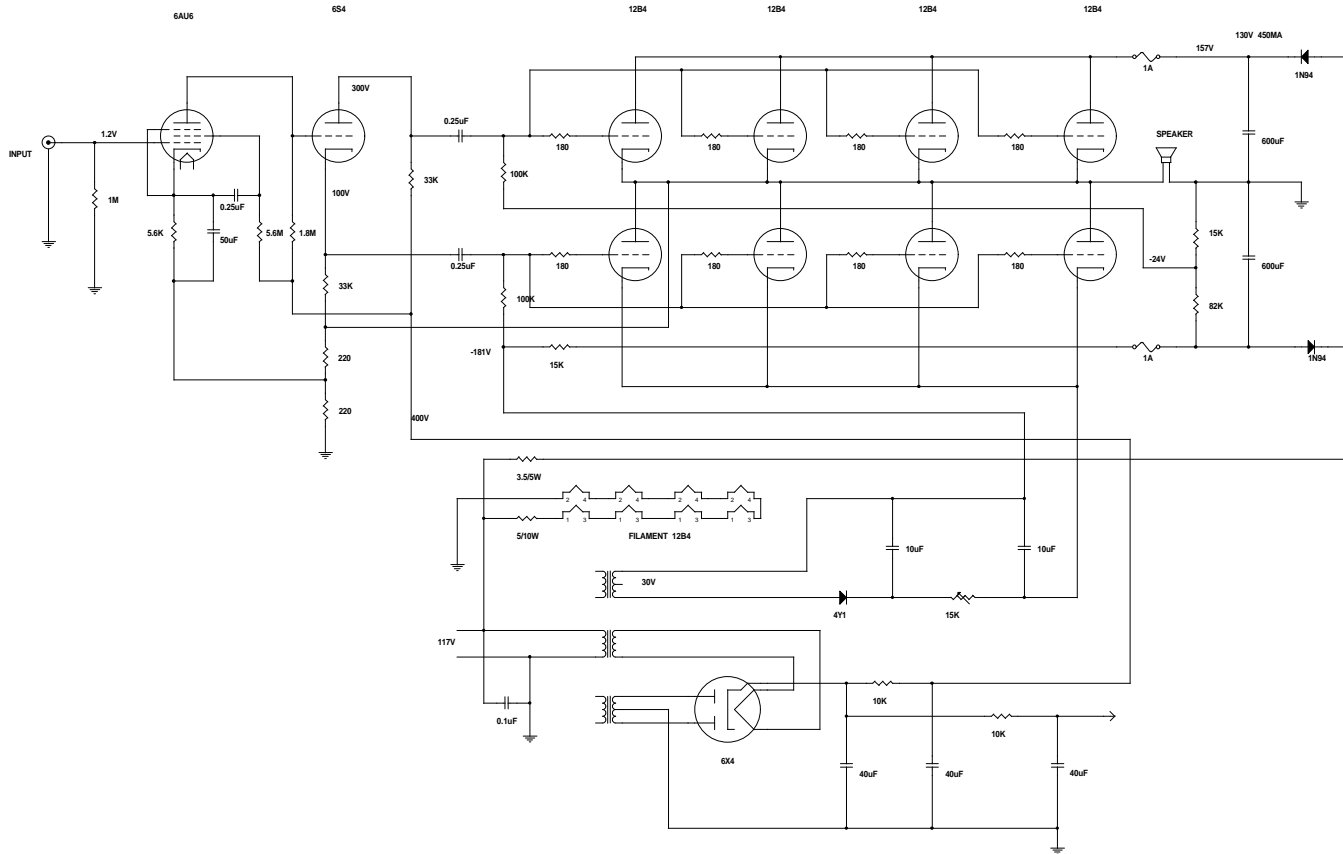 6AU6 6S4 12B4 12B4 12B4 12B4
130V 450MA
157V
1A
1N94
300V
0.25uF
1.2V
INPUT
180 180 180 180
SPEAKER
600uF
100K
33K
100V
1M
0.25uF
5.6K 50uF 5.6M 1.8M
15K
0.25uF
180 180 180 180
-24V
600uF
33K
100K
82K
-181V
15K
1A
1N94
220
220
400V
3.5/5W
2 4 2 4 2 4 2 4
1 3 1 3 1 3 1 3
5/10W
FILAMENT 12B4
10uF 10uF
30V
4Y1
15K
117V
10K
0.1uF
10K
6X4
40uF 40uF 40uF